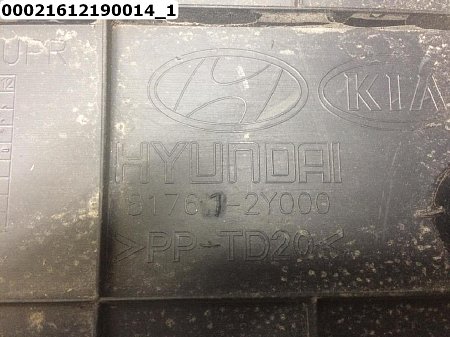 00021612190014_1
UPR
KIA
HYUNDAI
81761-2Y000
>PP-TD20<